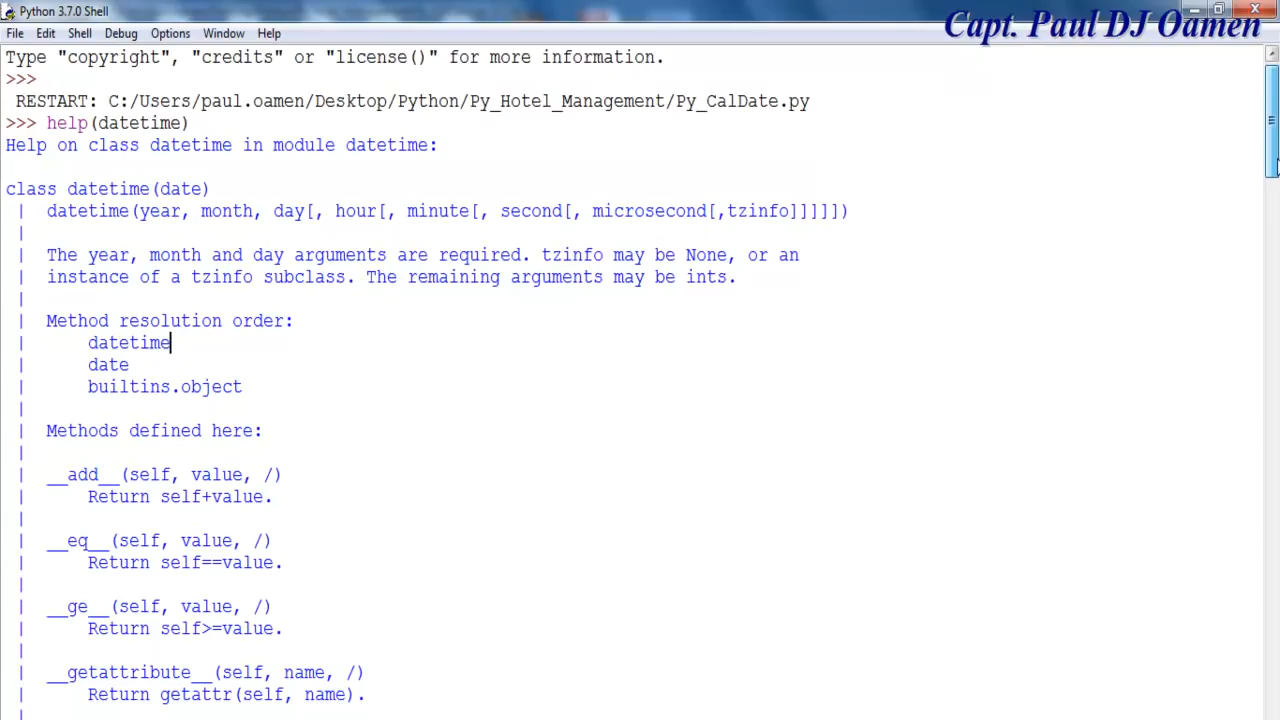 Python 3.7.0 Shell
Capt. Paul DJ Oamen
File Edit Shell Debug Options Window Help
Type "copyright", "credits" or "license()" for more information.
>>>
RESTART: C:/Users/paul.oamen/Desktop/Python/Py_Hotel_Management/Py_CalDate.py
>>> help(datetime)
Help on class datetime in module datetime:
class datetime(date)
| datetime(year, month, day[, hour[, minute[, second[, microsecond[,tzinfo]]]]])
|
| The year, month and day arguments are required. tzinfo may be None, or an
| instance of a tzinfo subclass. The remaining arguments may be ints.
|
| Method resolution order:
| datetime
| date
| builtins.object
|
| Methods defined here:
|
| __add__(self, value, /)
| Return self+value.
|
| __eq__(self, value, /)
| Return self==value.
|
| __ge__(self, value, /)
| Return self>=value.
|
| __getattribute__(self, name, /)
| Return getattr(self, name).
|